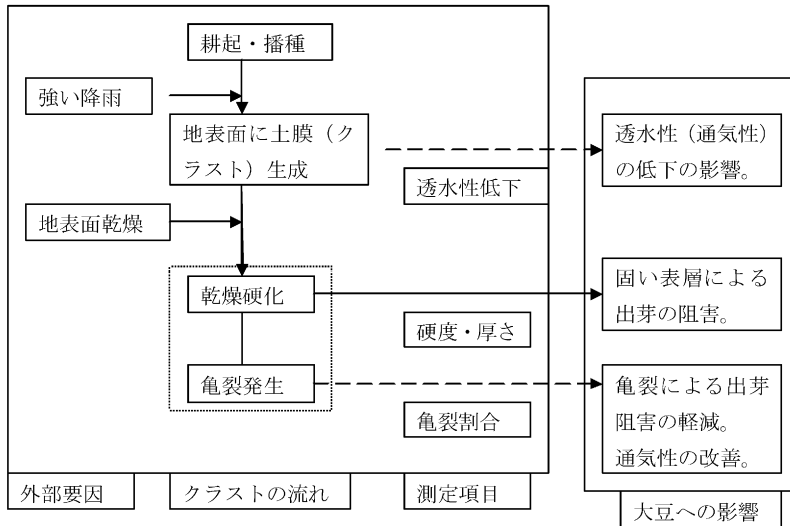 耕起・播種
強い降雨
地表面に土膜（ク
ラスト）生成
透水性（通気性）
の低下の影響。
透水性低下
地表面乾燥
乾燥硬化
固い表層による
出芽の阻害。
硬度・厚さ
亀裂発生
亀裂による出芽
阻害の軽減。
通気性の改善。
亀裂割合
外部要因
クラストの流れ
測定項目
大豆への影響